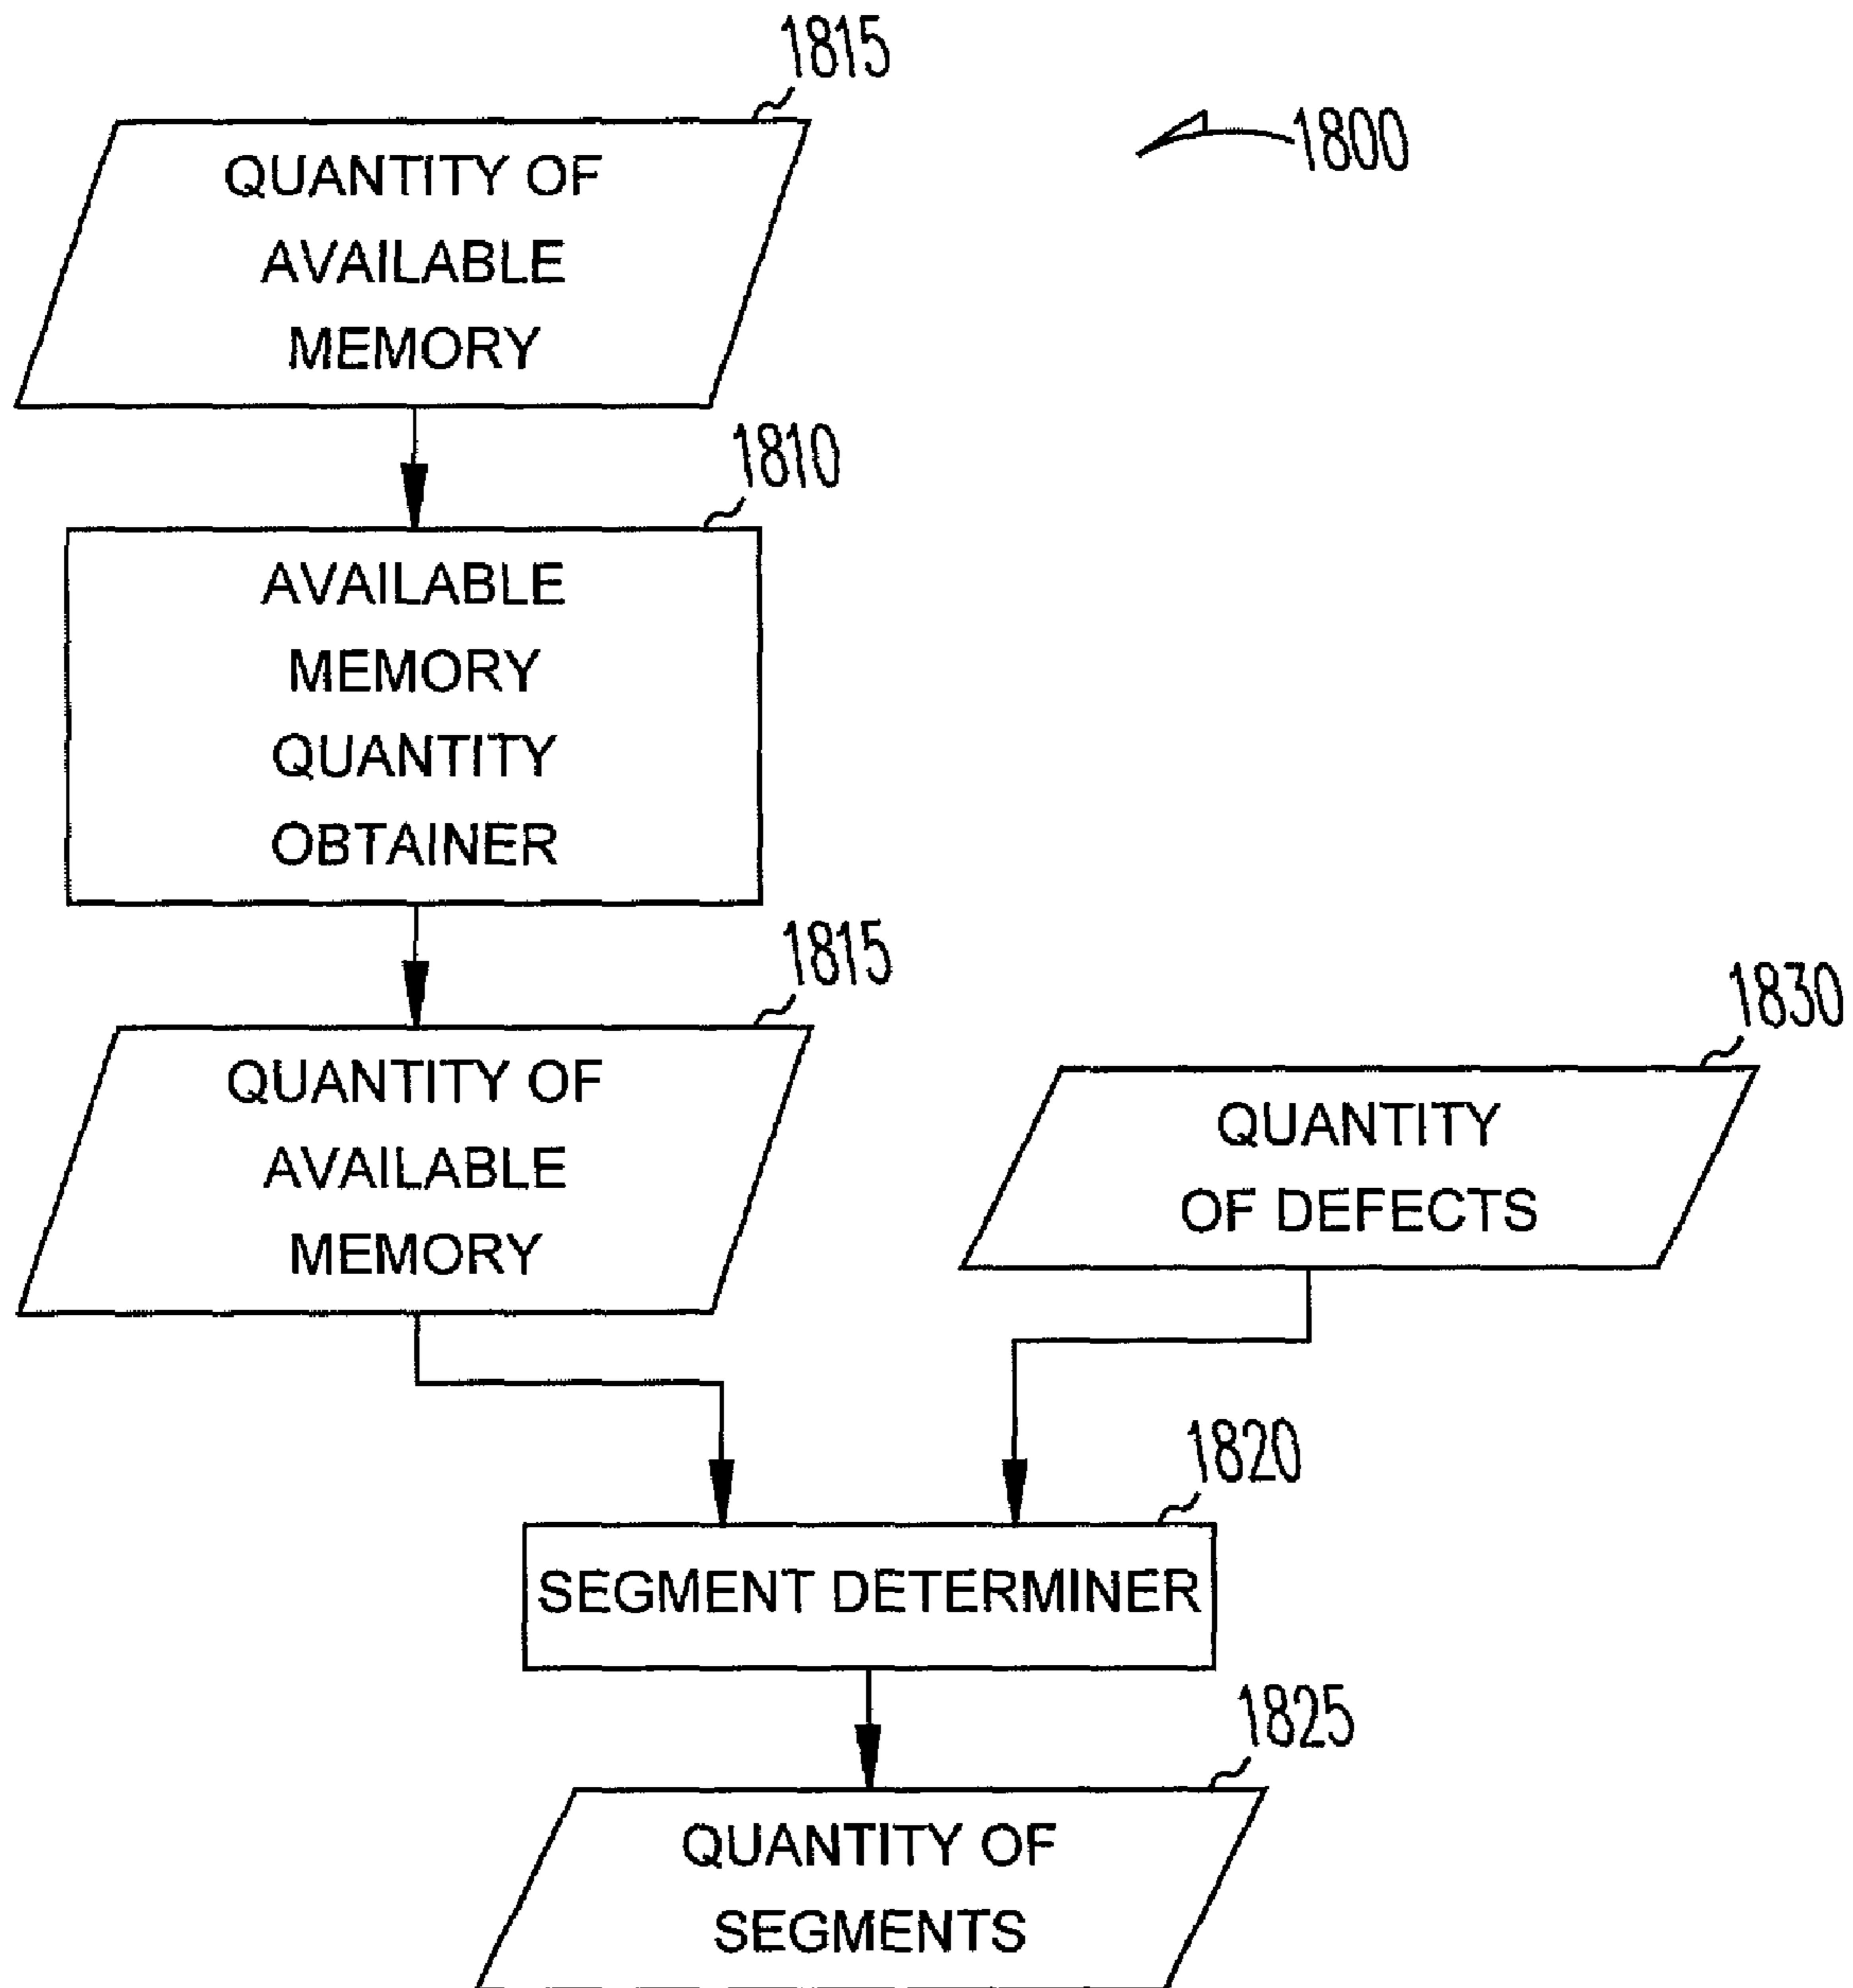 1815
1800
QUANTITY OF
AVAILABLE
MEMORY
1810
AVAILABLE
MEMORY
QUANTITY
OBTAINER
1815
QUANTITY OF
AVAILABLE
MEMORY
1830
QUANTITY
OF DEFECTS
1820
SEGMENT DETERMINER
1825
QUANTITY OF
SEGMENTS